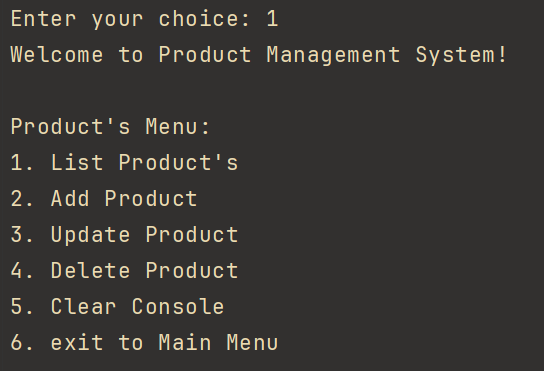 Enter your choice: 1
Welcome to Product Management System!
Product's Menu:
1. List Product's
2. Add Product
3. Update Product
4. Delete Product
5. Clear Console
6. exit to Main Menu